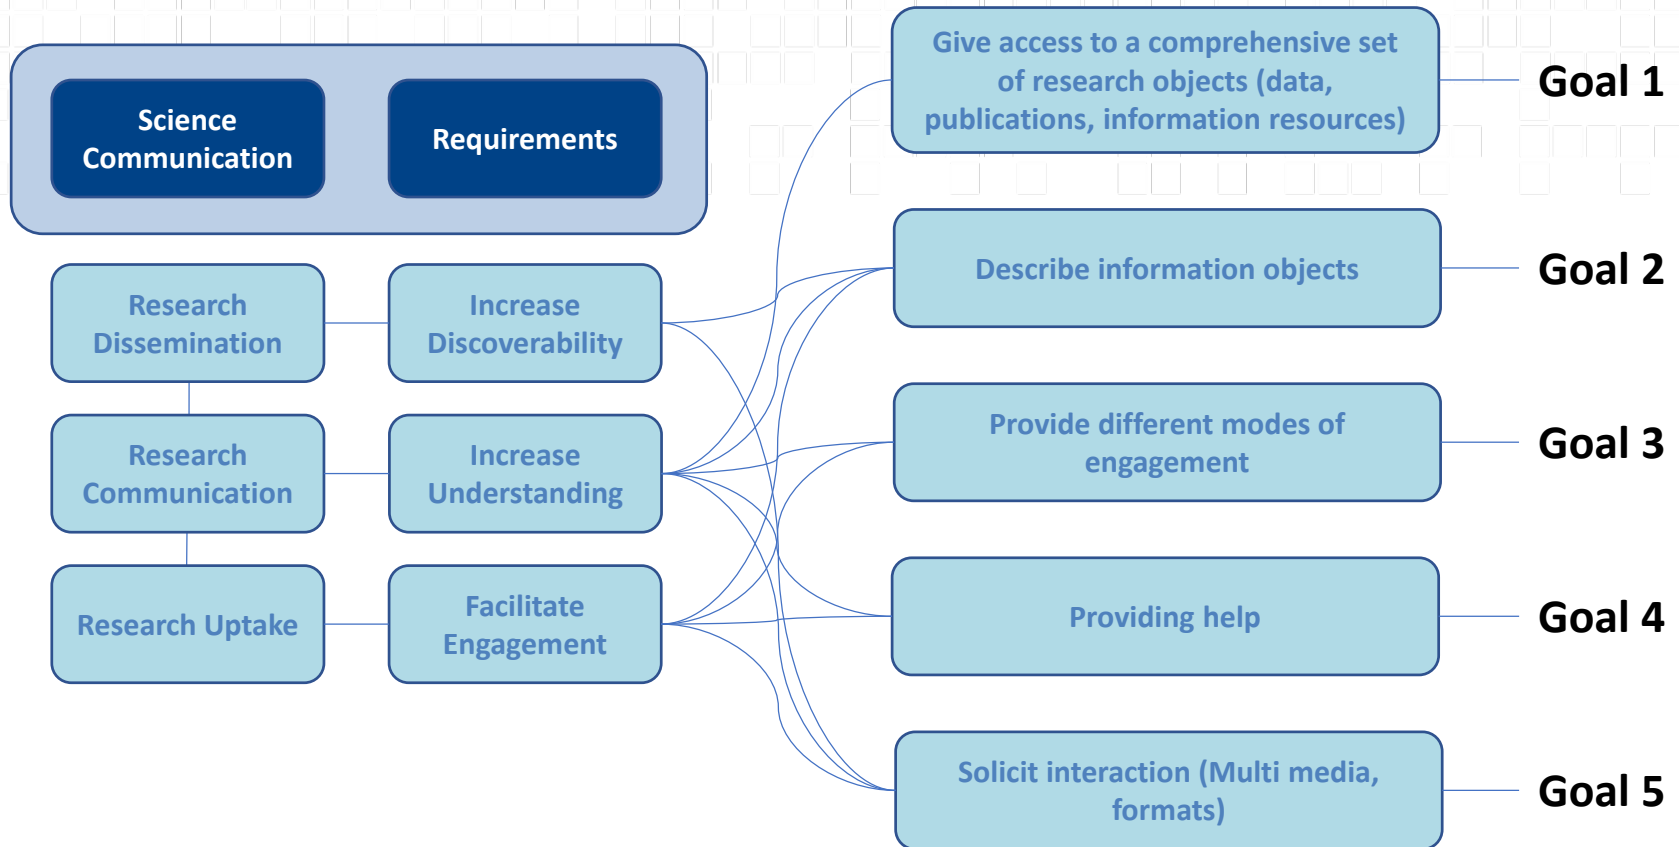 Science
Communication
Requirements
Research
Dissemination
Increase
Discoverability
Research
Communication
Increase
Understanding
Research Uptake
Facilitate
Engagement
Give access to a comprehensive set
of research objects (data,
publications, information resources)
Goal 1
Describe information objects
Goal 2
Provide different modes of
engagement
Goal 3
Providing help
Goal 4
Solicit interaction (Multi media,
formats)
Goal 5